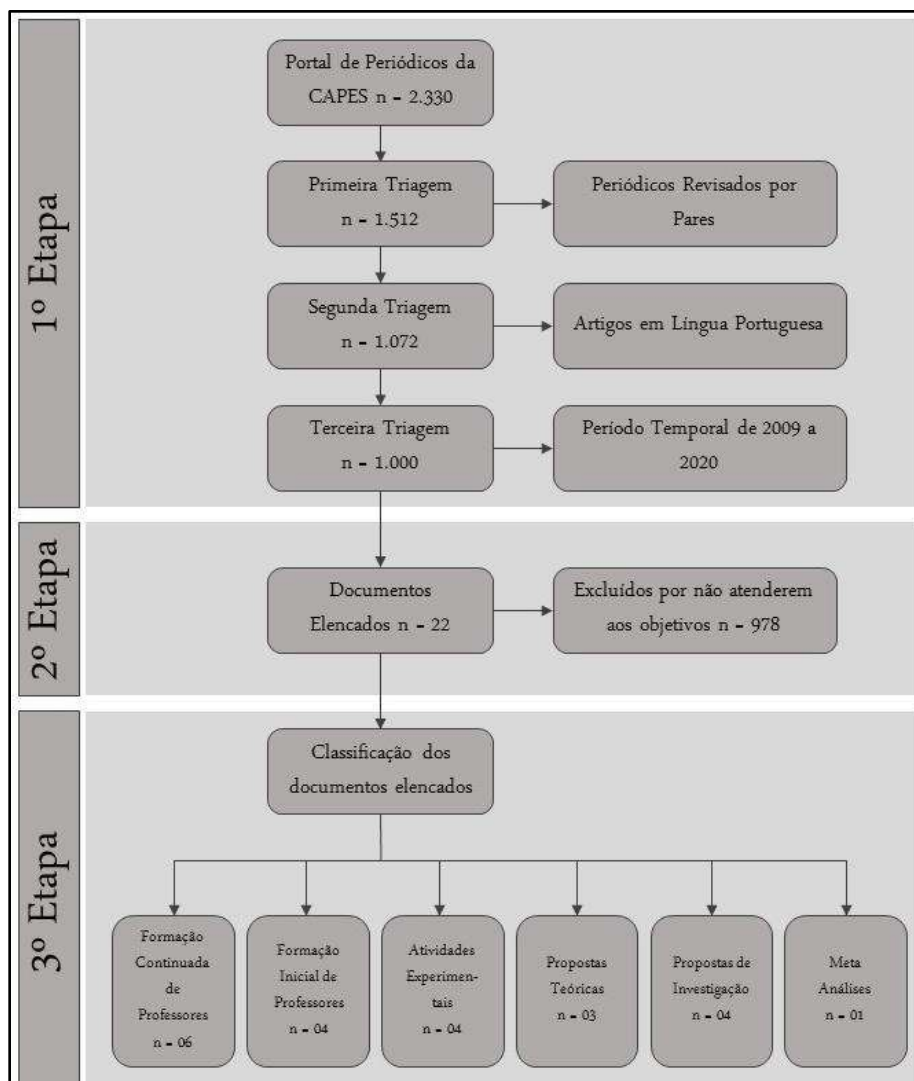 1º Etapa
Portal de Periódicos da
CAPES n - 2.330
Primeira Triagem
n - 1.512
Periódicos Revisados por
Pares
Segunda Triagem
n - 1.072
Artigos em Língua Portuguesa
Terceira Triagem
n - 1.000
Período Temporal de 2009 a
2020
2º Etapa
Documentos
Elencados n - 22
Excluídos por não atenderem
aos objetivos n - 978
3º Etapa
Classificação dos
documentos elencados
Formação
Continuada
de
Professores
n - 06
Formação
Inicial de
Professores
n - 04
Atividades
Experimen-
tais
n - 04
Propostas
Teóricas
n - 03
Propostas de
Investigação
n - 04
Meta
Análises
n - 01